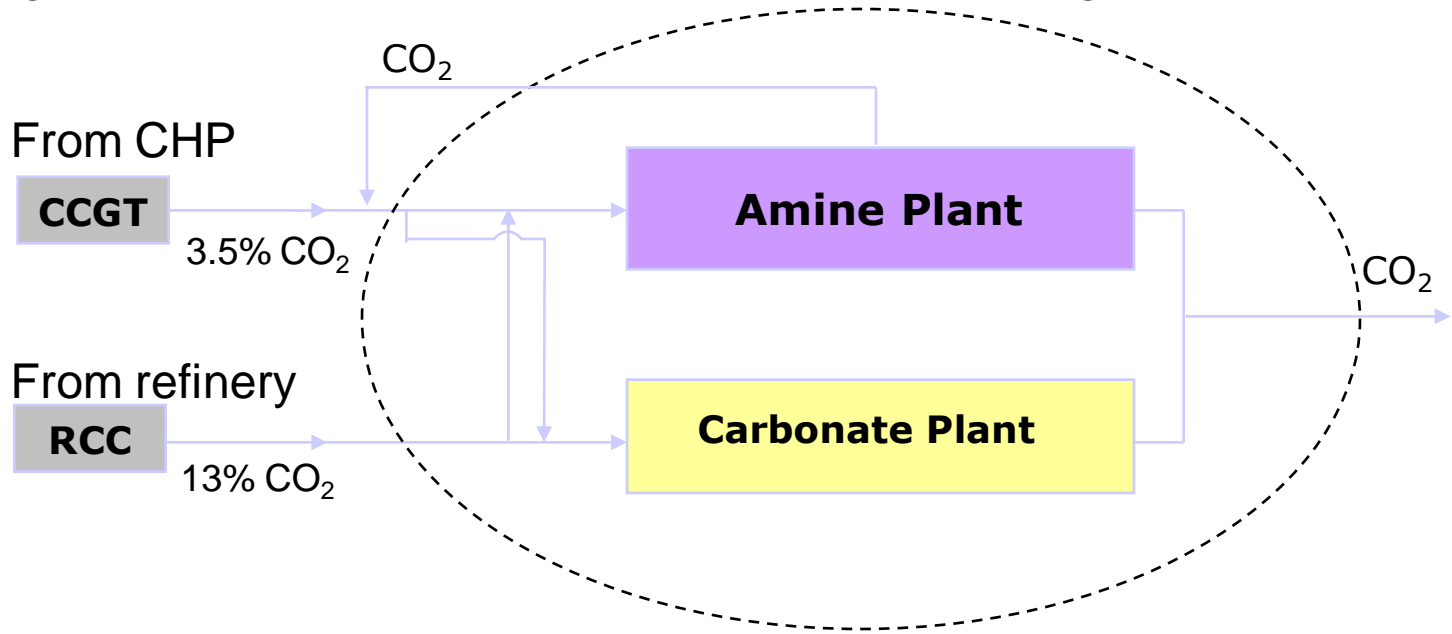 CO₂
From CHP
CCGT
3.5% CO₂
Amine Plant
CO₂
From refinery
RCC
13% CO₂
Carbonate Plant